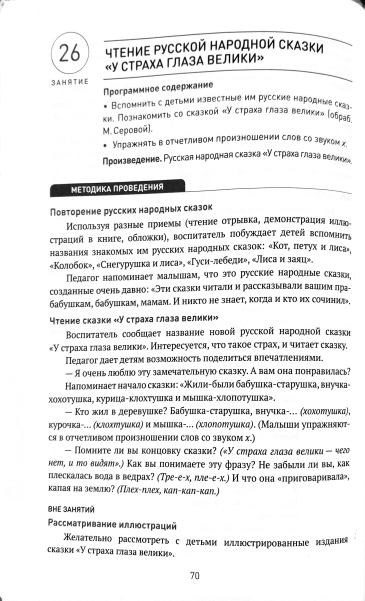 26
ЗАНЯТИЕ
ЧТЕНИЕ РУССКОЙ НАРОДНОЙ СКАЗКИ
«У СТРАХА ГЛАЗА ВЕЛИКИ»
Программное содержание
• Вспомнить с детьми известные им русские народные сказ-
ки. Познакомить со сказкой «У страха глаза велики» (обраб.
М. Серовой).
• Упражнять в отчетливом произношении слов со звуком х.
Произведение. Русская народная сказка «У страха глаза велики».
МЕТОДИКА ПРОВЕДЕНИЯ
Повторение русских народных сказок
Используя разные приемы (чтение отрывка, демонстрация иллю-
страций в книге, обложки), воспитатель побуждает детей вспомнить
названия знакомых им русских народных сказок: «Кот, петух и лиса»,
«Колобок», «Снегурушка и лиса», «Гуси-лебеди», «Лиса и заяц».
Педагог напоминает малышам, что это русские народные сказки,
созданные очень давно: «Эти сказки читали и рассказывали вашим пра-
бабушкам, бабушкам, мамам. И никто не знает, когда и кто их сочинил».
Чтение сказки «У страха глаза велики»
Воспитатель сообщает название новой русской народной сказки
«У страха глаза велики». Интересуется, что такое страх, и читает сказку.
Педагог дает детям возможность поделиться впечатлениями.
— Я очень люблю эту замечательную сказку. А вам она понравилась?
Напоминает начало сказки: «Жили-были бабушка-старушка, внучка-
хохотушка, курица-клохтушка и мышка-хлопотушка».
— Кто жил в деревушке? Бабушка-старушка, внучка-... (хохотушка),
курочка-... (клохтушка) и мышка-... (хлопотушка). (Малыши упражняют-
ся в отчетливом произношении слов со звуком х.)
— Помните ли вы концовку сказки? («У страха глаза велики — чего
нет, и то видят».) Как вы понимаете эту фразу? Не забыли ли вы, как
плескалась вода в ведрах? (Тре-е-х, пле-е-х.) И что она «приговаривала»,
капая на землю? (Плех-плех, кап-кап-кап.)
ВНЕ ЗАНЯТИЙ
Рассматривание иллюстраций
Желательно рассмотреть с детьми иллюстрированные издания
сказки «У страха глаза велики».
70